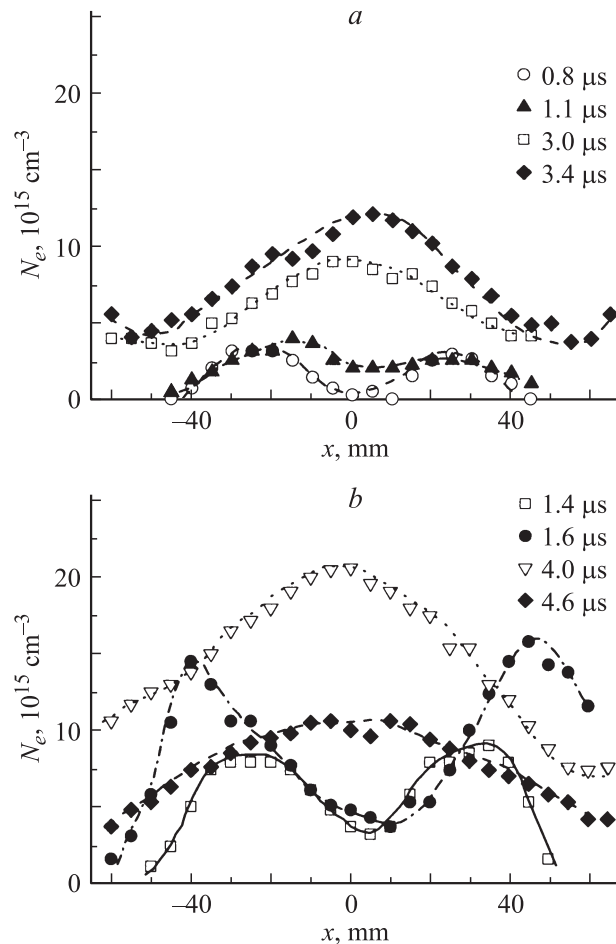 a
20
10
0
N_e, 10^15 cm^−3
○ 0.8 μs
▲ 1.1 μs
□ 3.0 μs
◆ 3.4 μs
−40 0 40
x, mm
b
20
10
0
N_e, 10^15 cm^−3
□ 1.4 μs
● 1.6 μs
▽ 4.0 μs
◆ 4.6 μs
−40 0 40
x, mm